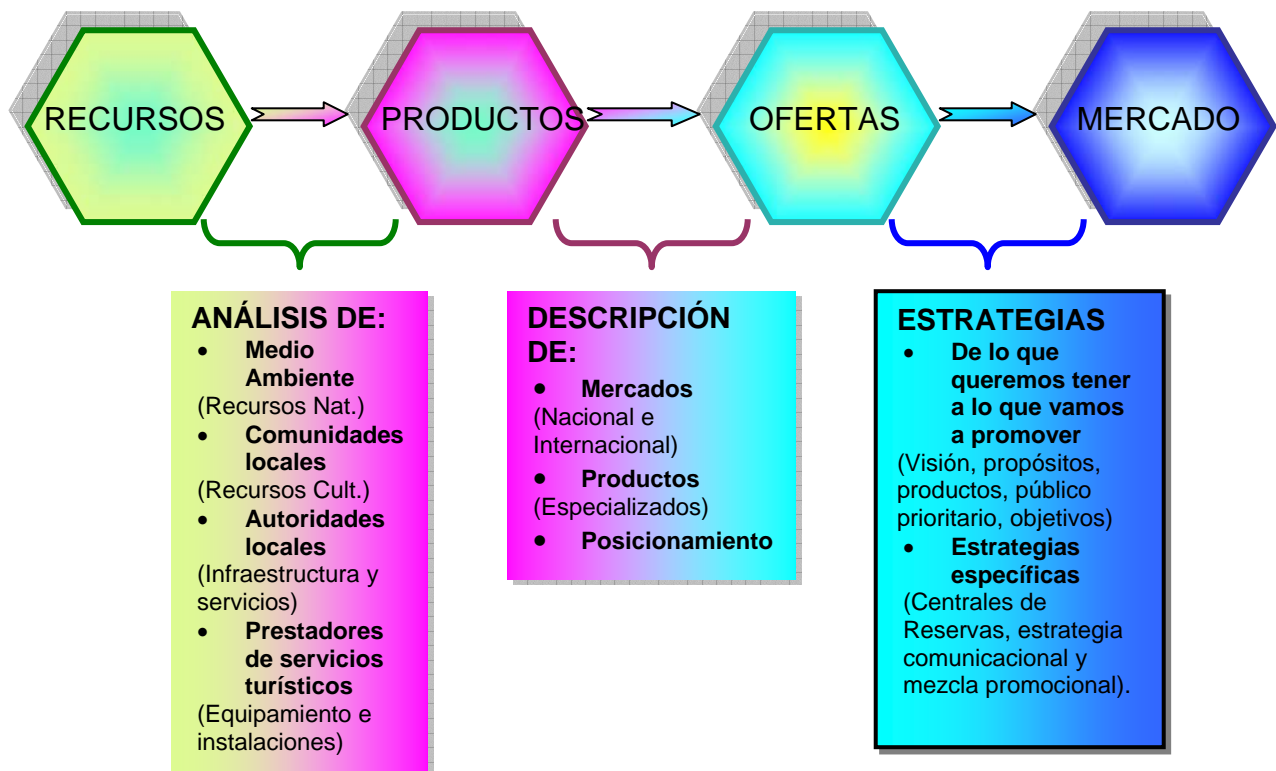 RECURSOS
PRODUCTOS
OFERTAS
MERCADO
ANÁLISIS DE:
• Medio
Ambiente
(Recursos Nat.)
• Comunidades
locales
(Recursos Cult.)
• Autoridades
locales
(Infraestructura y
servicios)
• Prestadores
de servicios
turísticos
(Equipamiento e
instalaciones)
DESCRIPCIÓN
DE:
• Mercados
(Nacional e
Internacional)
• Productos
(Especializados)
• Posicionamiento
ESTRATEGIAS
• De lo que
queremos tener
a lo que vamos
a promover
(Visión, propósitos,
productos, público
prioritario, objetivos)
• Estrategias
específicas
(Centrales de
Reservas, estrategia
comunicacional y
mezcla promocional).